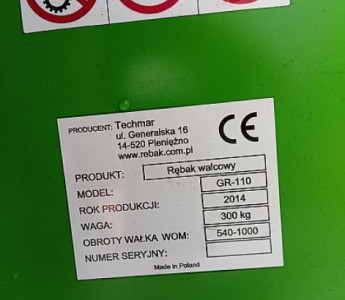 PRODUCENT: Techmar
ul. Generalska 16
14-520 Pieniężno
www.rebak.com.pl
CE
PRODUKT: Rębak walcowy
MODEL: GR-110
ROK PRODUKCJI: 2014
WAGA: 300 kg
OBROTY WAŁKA WOM: 540-1000
NUMER SERYJNY:
Made in Poland